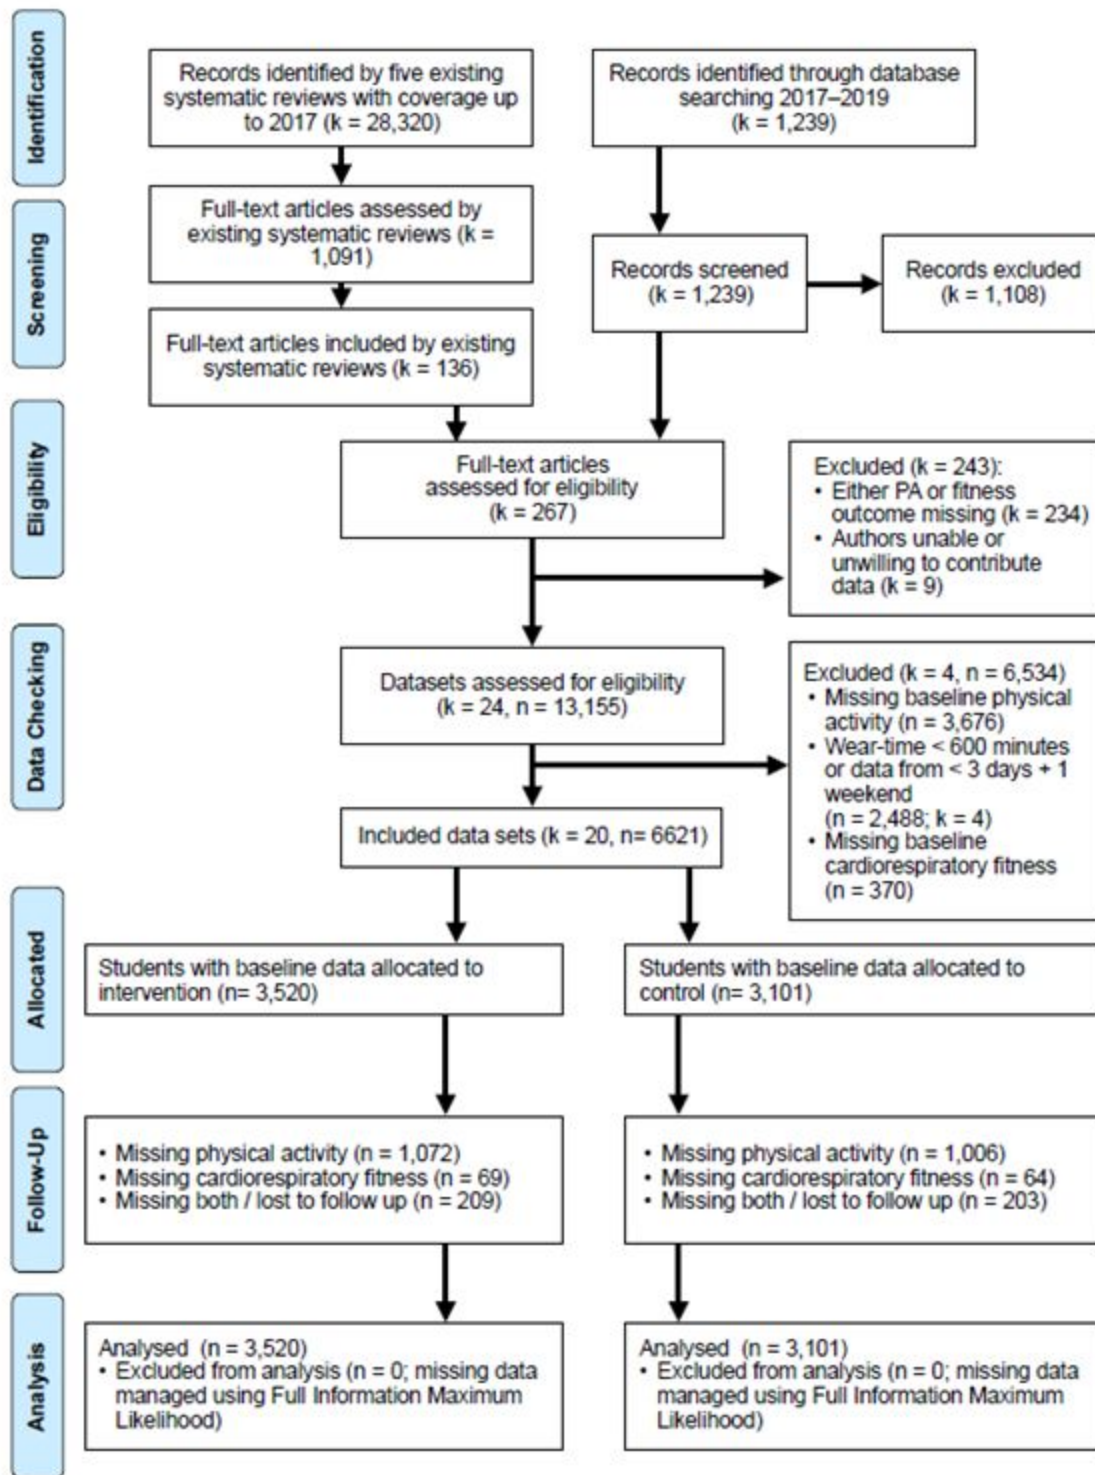 Identification
Records identified by five existing
systematic reviews with coverage up
to 2017 (k = 28,320)
Records identified through database
searching 2017–2019
(k = 1,239)
Screening
Full-text articles assessed by
existing systematic reviews (k =
1,091)
Records screened
(k = 1,239)
Records excluded
(k = 1,108)
Full-text articles included by existing
systematic reviews (k = 136)
Eligibility
Full-text articles
assessed for eligibility
(k = 267)
Excluded (k = 243):
• Either PA or fitness
outcome missing (k = 234)
• Authors unable or
unwilling to contribute
data (k = 9)
Data Checking
Datasets assessed for eligibility
(k = 24, n = 13,155)
Excluded (k = 4, n = 6,534)
• Missing baseline physical
activity (n = 3,676)
• Wear-time < 600 minutes
or data from < 3 days + 1
weekend
(n = 2,488; k = 4)
• Missing baseline
cardiorespiratory fitness
(n = 370)
Included data sets (k = 20, n= 6621)
Allocated
Students with baseline data allocated to
intervention (n= 3,520)
Students with baseline data allocated to
control (n= 3,101)
Follow-Up
• Missing physical activity (n = 1,072)
• Missing cardiorespiratory fitness (n = 69)
• Missing both / lost to follow up (n = 209)
• Missing physical activity (n = 1,006)
• Missing cardiorespiratory fitness (n = 64)
• Missing both / lost to follow up (n = 203)
Analysis
Analysed (n = 3,520)
• Excluded from analysis (n = 0; missing data
managed using Full Information Maximum
Likelihood)
Analysed (n = 3,101)
• Excluded from analysis (n = 0; missing data
managed using Full Information Maximum
Likelihood)